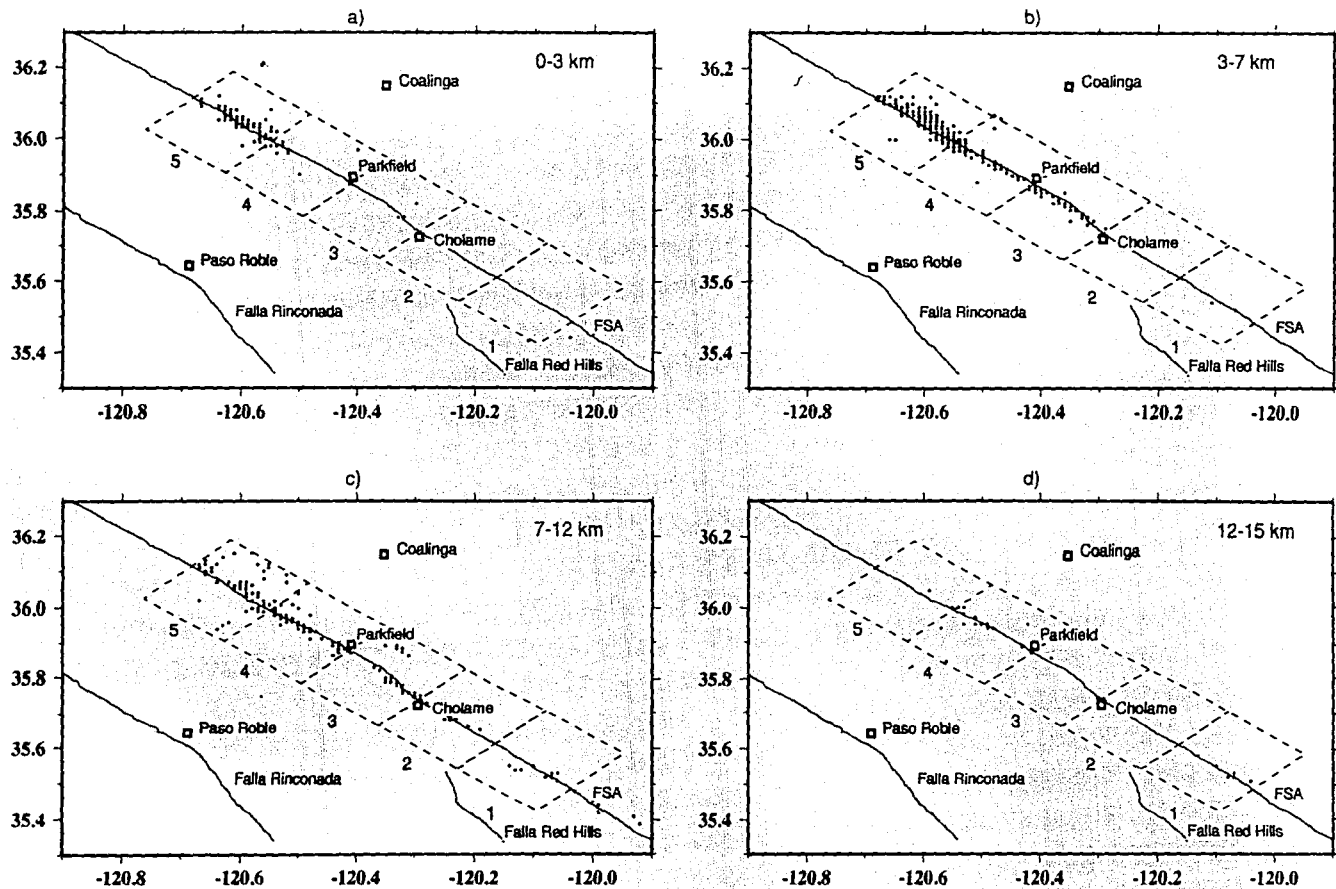 a)
0-3 km
36.2
36.0
35.8
35.6
35.4
Coalinga
Parkfield
Cholame
Paso Roble
Falla Rinconada
Falla Red Hills
FSA
5
4
3
2
1
-120.8
-120.6
-120.4
-120.2
-120.0
b)
3-7 km
36.2
36.0
35.8
35.6
35.4
Coalinga
Parkfield
Cholame
Paso Roble
Falla Rinconada
Falla Red Hills
FSA
5
4
3
2
1
-120.8
-120.6
-120.4
-120.2
-120.0
c)
7-12 km
36.2
36.0
35.8
35.6
35.4
Coalinga
Parkfield
Cholame
Paso Roble
Falla Rinconada
Falla Red Hills
FSA
5
4
3
2
1
-120.8
-120.6
-120.4
-120.2
-120.0
d)
12-15 km
36.2
36.0
35.8
35.6
35.4
Coalinga
Parkfield
Cholame
Paso Roble
Falla Rinconada
Falla Red Hills
FSA
5
4
3
2
1
-120.8
-120.6
-120.4
-120.2
-120.0